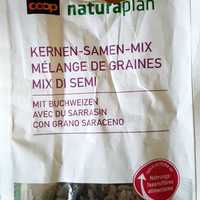 coop naturaplan
KERNEN-SAMEN-MIX
MÉLANGE DE GRAINES
MIX DI SEMI
MIT BUCHWEIZEN
AVEC DU SARRASIN
CON GRANO SARACENO